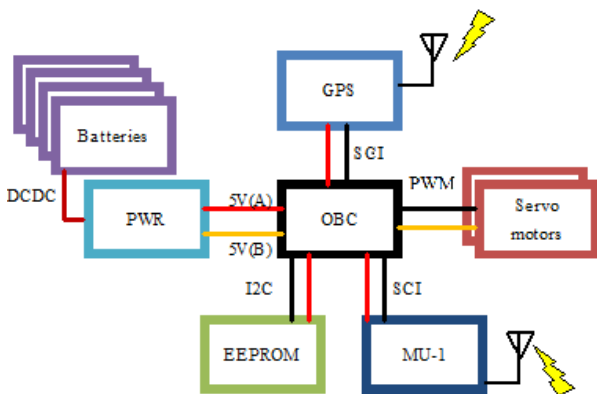 GPS
Batteries
SCI
DCDC
PWM
5V(A)
PWR
OBC
Servo
motors
5V(B)
I2C
SCI
EEPROM
MU-1